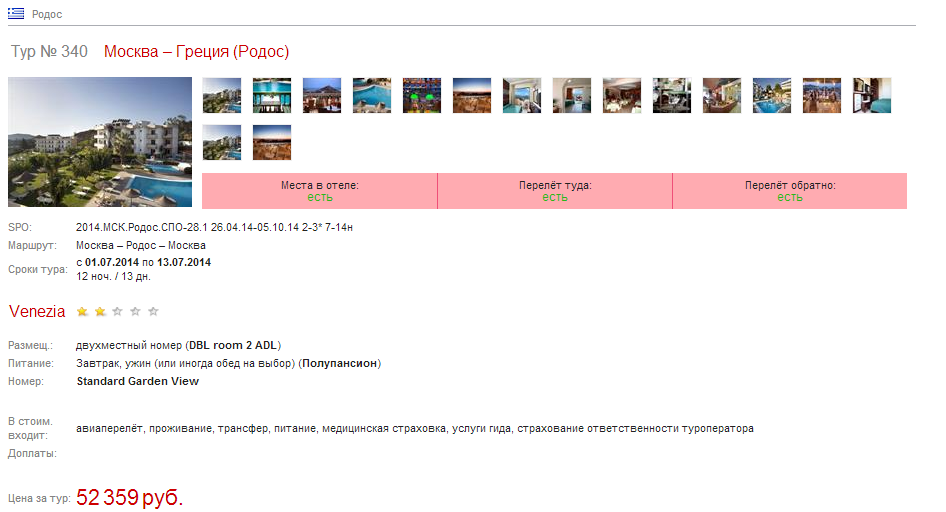 Родос
Тур № 340 Москва – Греция (Родос)
Места в отеле: Перелёт туда: Перелёт обратно:
есть есть есть
SPO: 2014.МСК.Родос.СПО-28.1 26.04.14-05.10.14 2-3* 7-14н
Маршрут: Москва – Родос – Москва
Сроки тура: с 01.07.2014 по 13.07.2014
12 ноч. / 13 дн.
Venezia
Размещ.: двухместный номер (DBL room 2 ADL)
Питание: Завтрак, ужин (или иногда обед на выбор) (Полупансион)
Номер: Standard Garden View
В стоим. входит: авиаперелёт, проживание, трансфер, питание, медицинская страховка, услуги гида, страхование ответственности туроператора
Доплаты:
Цена за тур: 52 359 руб.